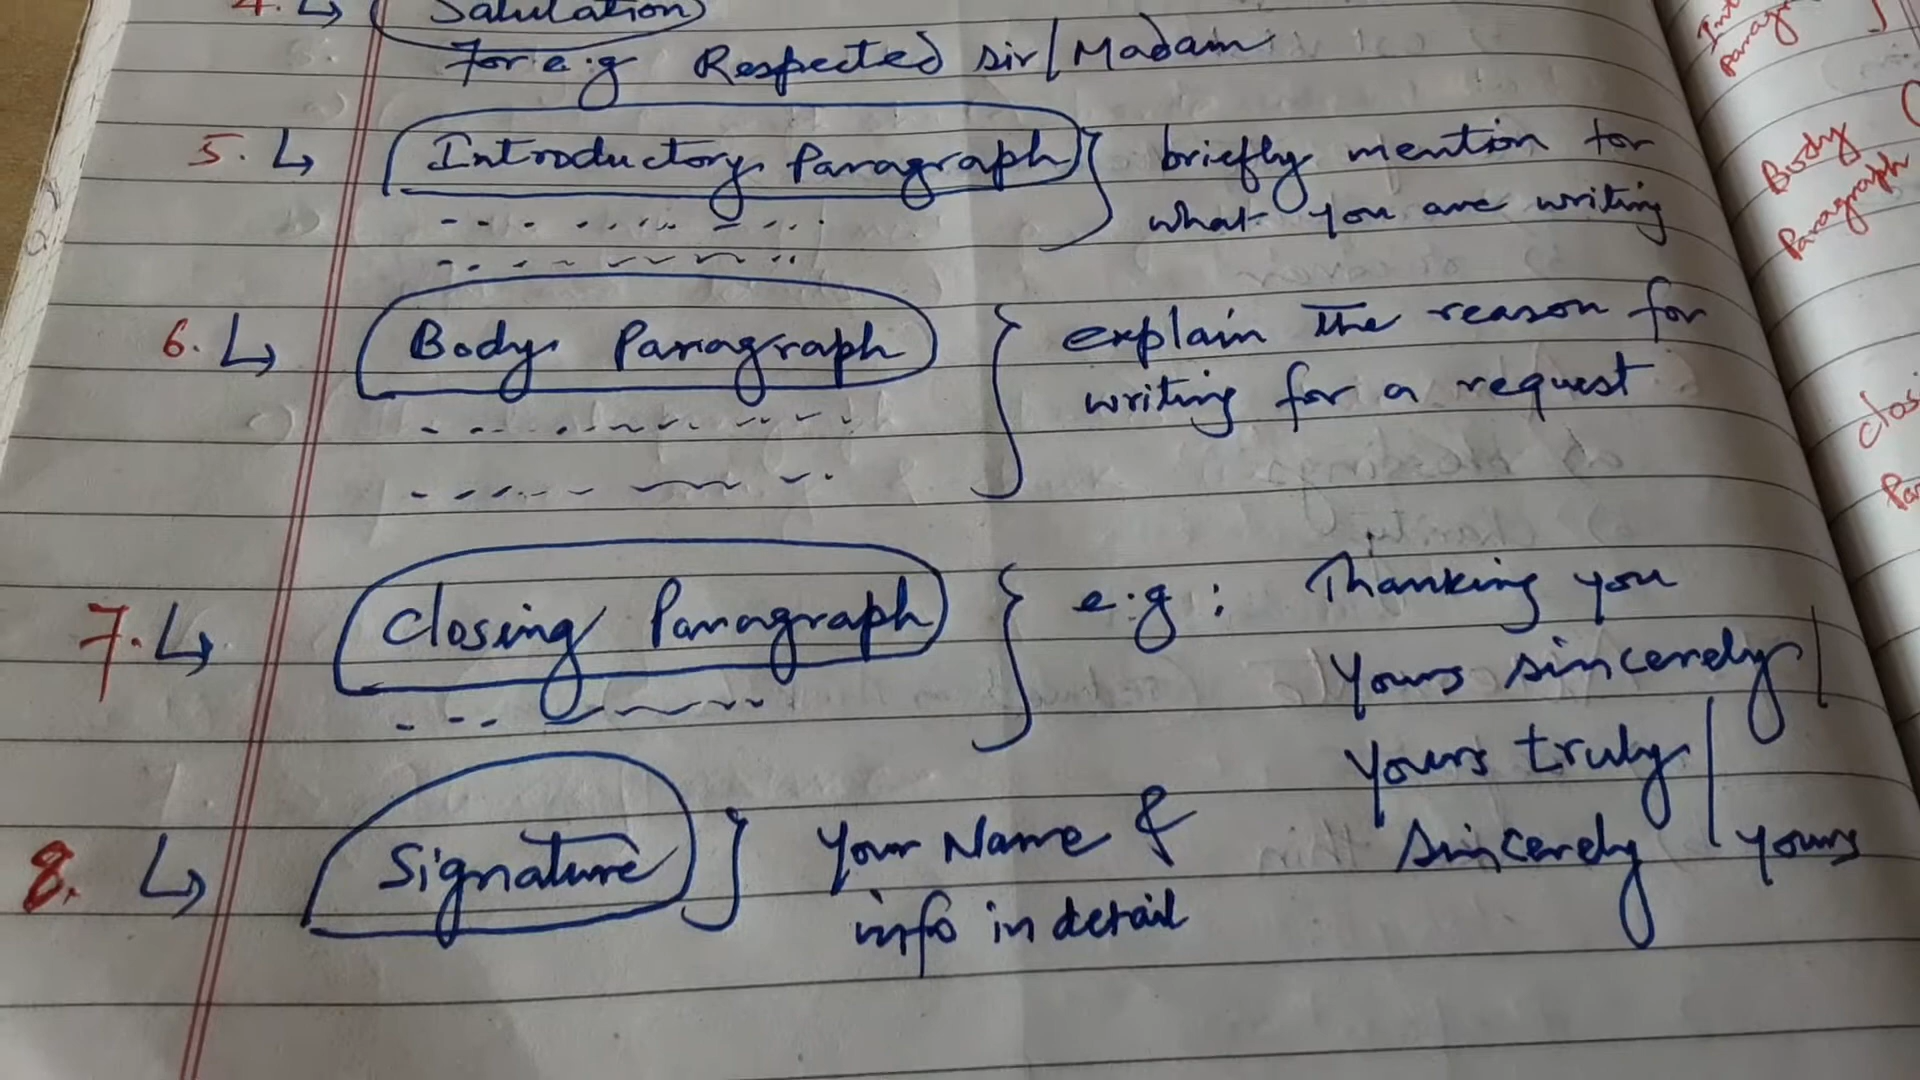 4. ↳ Salutation
For e.g Respected sir/Madam
5. ↳ Introductory Paragraph } briefly mention for
what you are writing
6. ↳ Body Paragraph } explain the reason for
writing for a request
7. ↳ Closing Paragraph } e.g : Thanking you
Yours sincerely/
Yours truly/
Sincerely yours
8. ↳ Signature } Your Name &
info in detail
Paragraph
Body
Paragraph